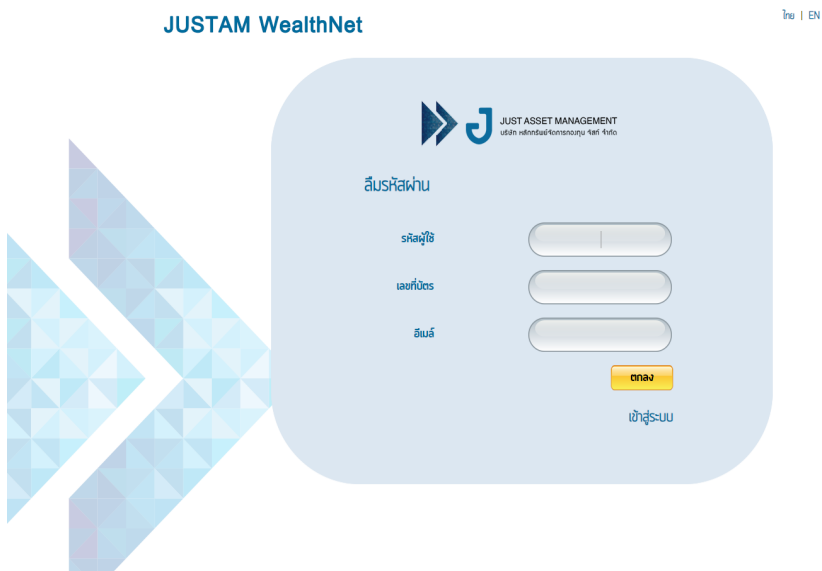 JUSTAM WealthNet
ไทย | EN
JUST ASSET MANAGEMENT
บริษัท หลักทรัพย์จัดการกองทุน จัสท์ จำกัด
ลืมรหัสผ่าน
รหัสผู้ใช้
เลขที่บัตร
อีเมล์
ตกลง
เข้าสู่ระบบ